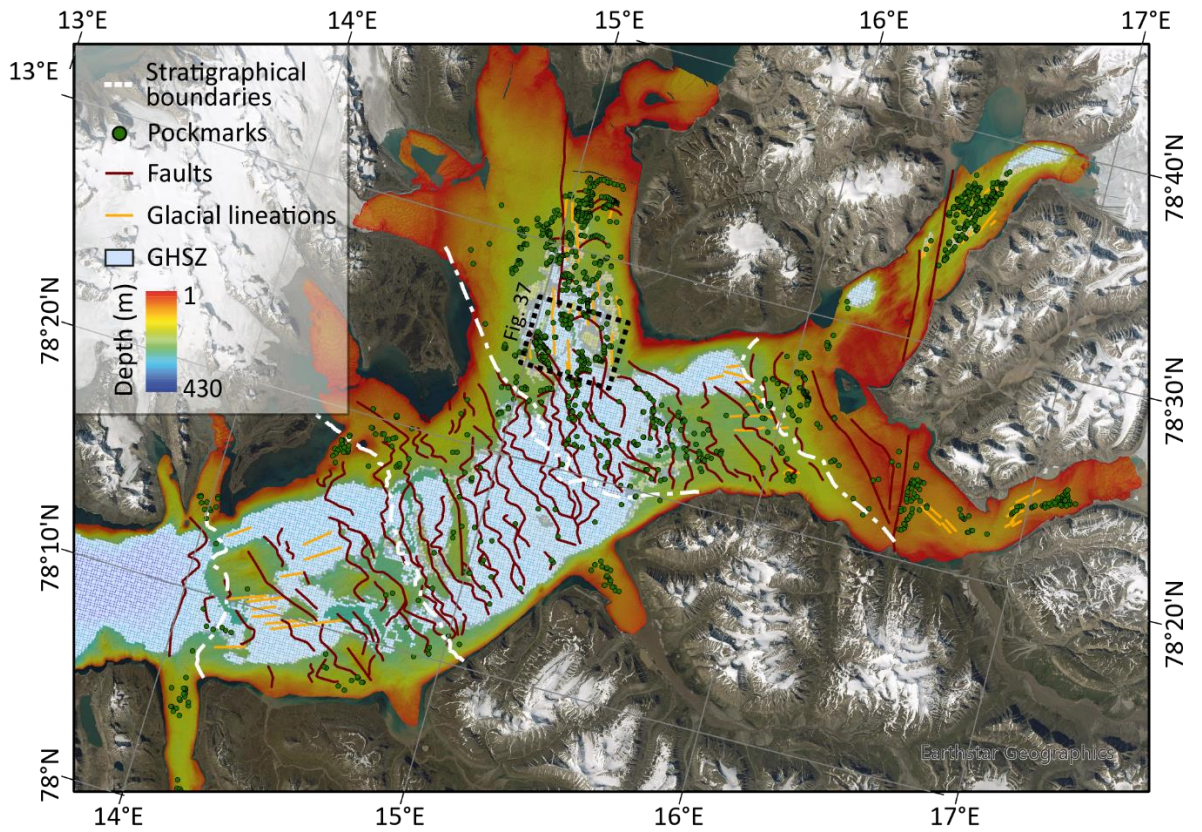 13°E
14°E
15°E
16°E
17°E
13°E
Stratigraphical
boundaries
Pockmarks
Faults
Glacial lineations
GHSZ
1
Depth (m)
430
Fig. 37
78°20'N
78°10'N
78°N
78°40'N
78°30'N
78°20'N
Earthstar Geographics
14°E
15°E
16°E
17°E